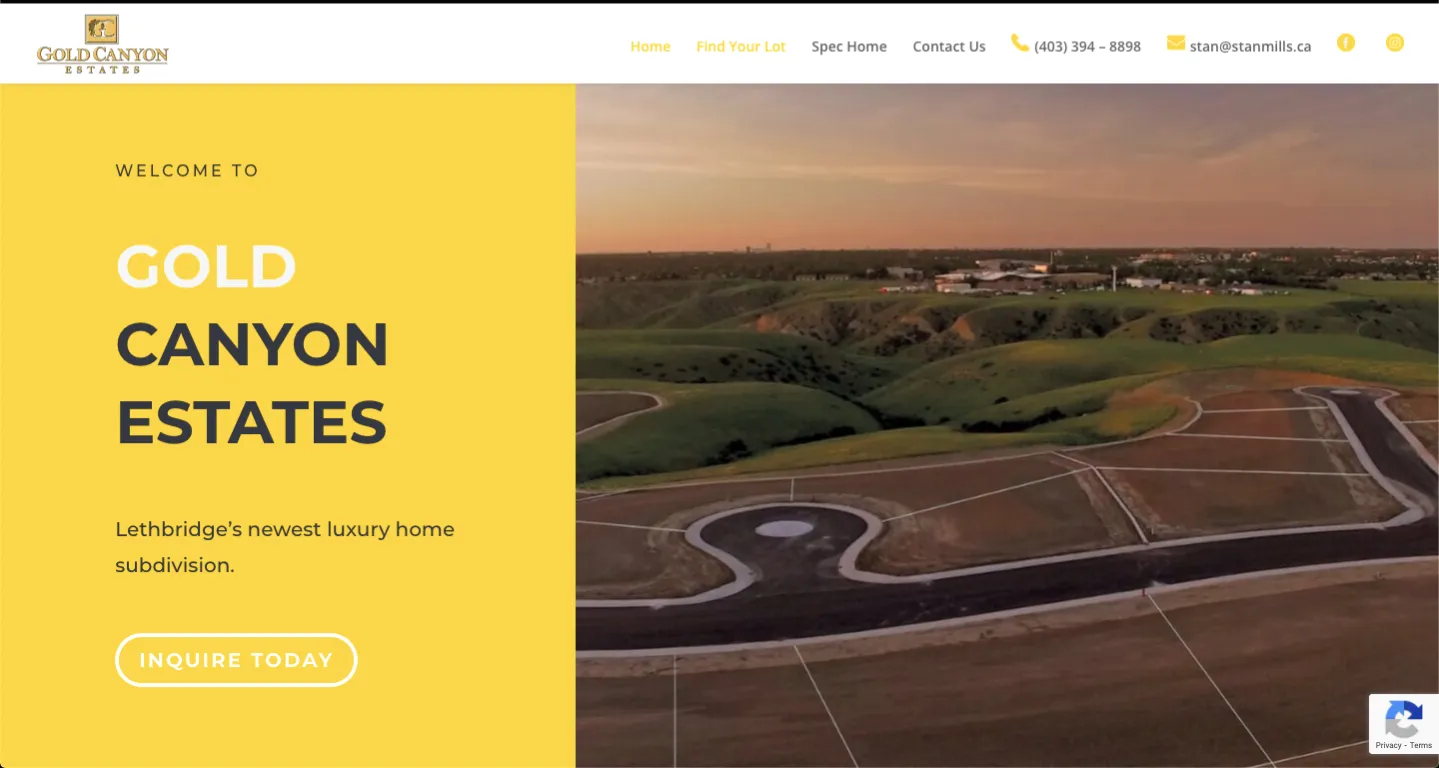 GC
GOLD CANYON
ESTATES
Home Find Your Lot Spec Home Contact Us (403) 394 – 8898 stan@stanmills.ca
WELCOME TO
GOLD
CANYON
ESTATES
Lethbridge’s newest luxury home
subdivision.
INQUIRE TODAY
Privacy - Terms